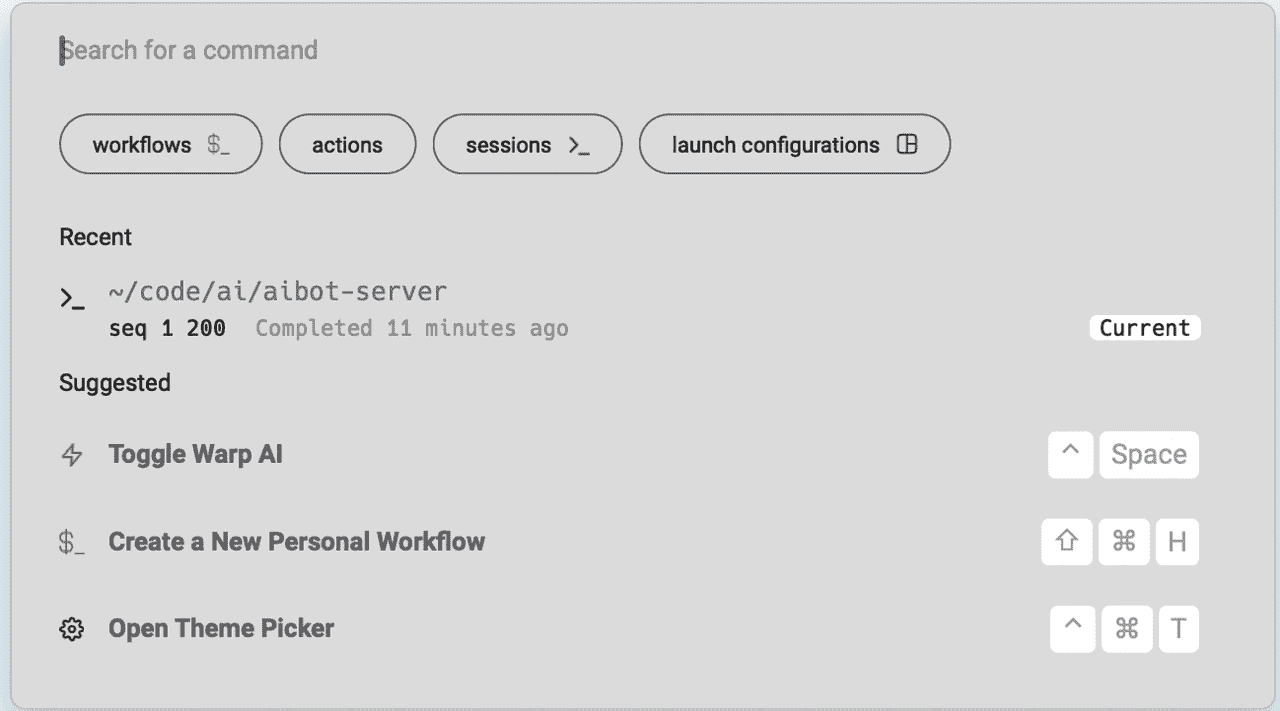 Search for a command
workflows $_ actions sessions >_ launch configurations
Recent
>_ ~/code/ai/aibot-server
seq 1 200 Completed 11 minutes ago Current
Suggested
Toggle Warp AI ^ Space
$_ Create a New Personal Workflow ⇧ ⌘ H
Open Theme Picker ^ ⌘ T